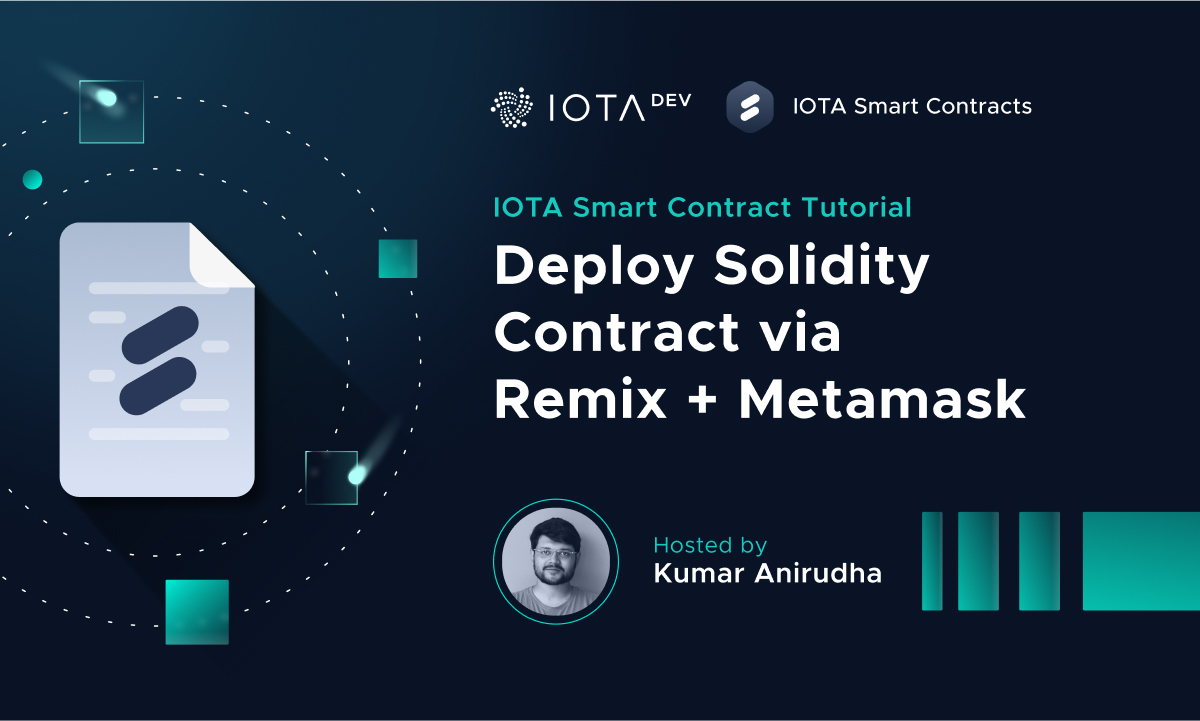 IOTA DEV
IOTA Smart Contracts
IOTA Smart Contract Tutorial
Deploy Solidity
Contract via
Remix + Metamask
Hosted by
Kumar Anirudha